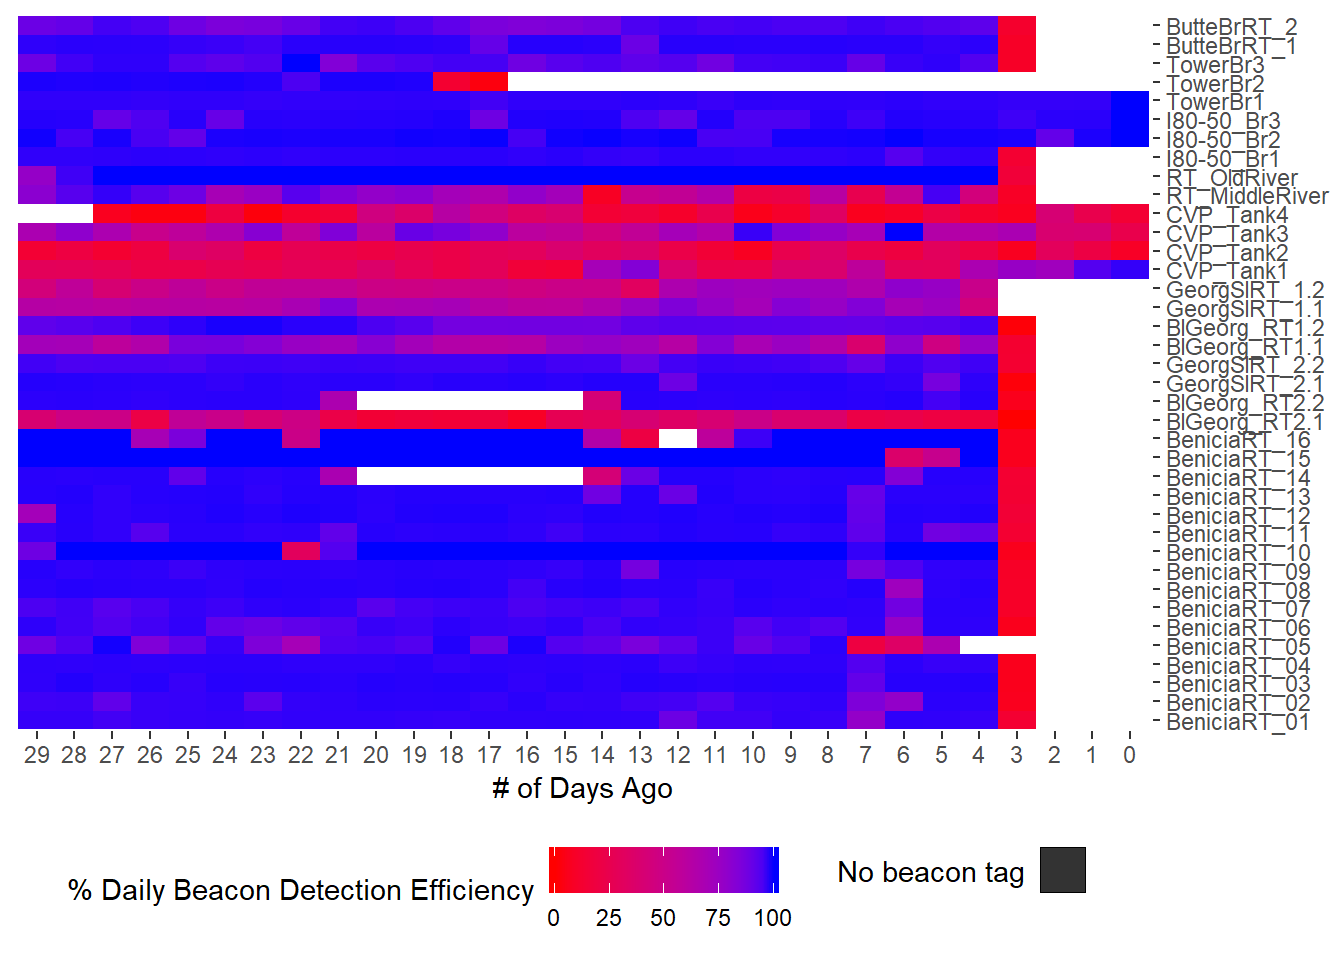 ButteBrRT_2
ButteBrRT_1
TowerBr3
TowerBr2
TowerBr1
I80-50_Br3
I80-50_Br2
I80-50_Br1
RT_OldRiver
RT_MiddleRiver
CVP_Tank4
CVP_Tank3
CVP_Tank2
CVP_Tank1
GeorgSlRT_1.2
GeorgSlRT_1.1
BlGeorg_RT1.2
BlGeorg_RT1.1
GeorgSlRT_2.2
GeorgSlRT_2.1
BlGeorg_RT2.2
BlGeorg_RT2.1
BeniciaRT_16
BeniciaRT_15
BeniciaRT_14
BeniciaRT_13
BeniciaRT_12
BeniciaRT_11
BeniciaRT_10
BeniciaRT_09
BeniciaRT_08
BeniciaRT_07
BeniciaRT_06
BeniciaRT_05
BeniciaRT_04
BeniciaRT_03
BeniciaRT_02
BeniciaRT_01
29 28 27 26 25 24 23 22 21 20 19 18 17 16 15 14 13 12 11 10 9 8 7 6 5 4 3 2 1 0
# of Days Ago
% Daily Beacon Detection Efficiency
0 25 50 75 100
No beacon tag